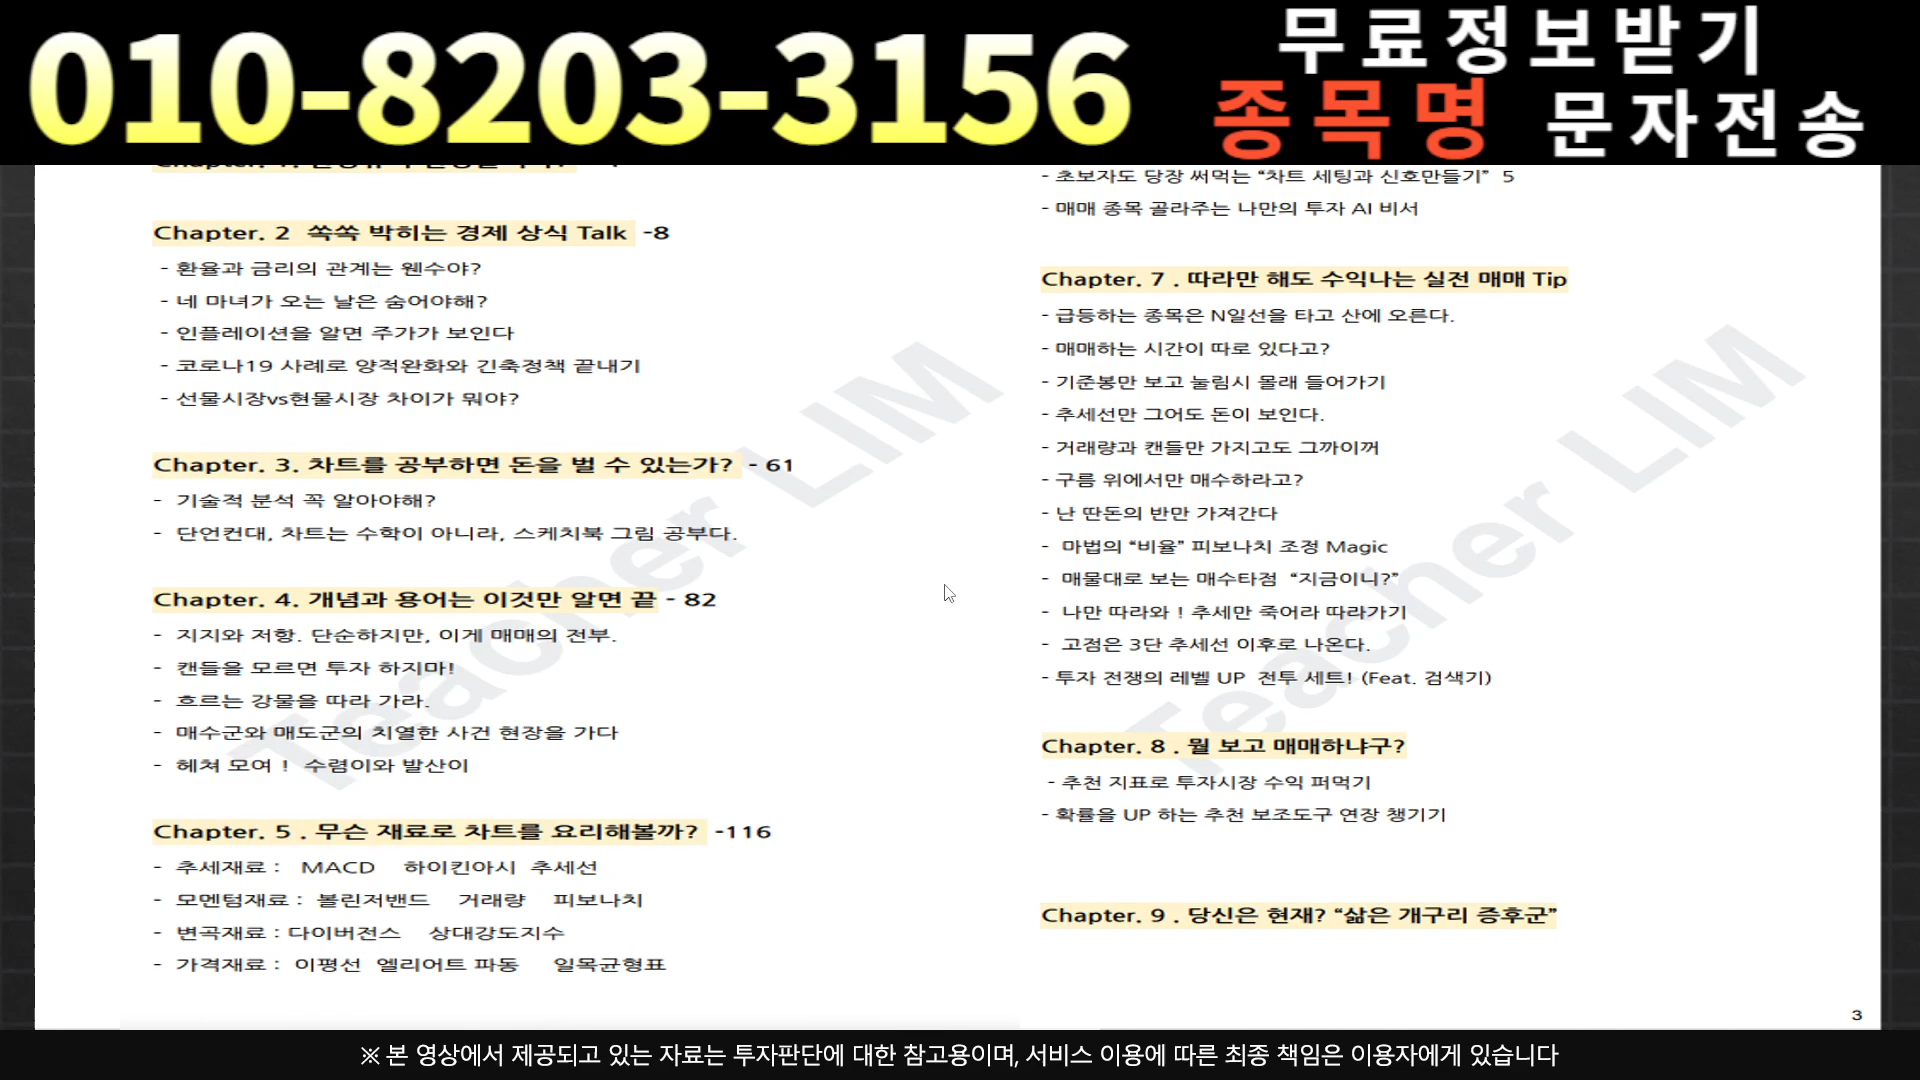 010-8203-3156
무료정보받기
종목명 문자전송
Chapter. 2 쏙쏙 박히는 경제 상식 Talk -8
- 환율과 금리의 관계는 웬수야?
- 네 마녀가 오는 날은 숨어야해?
- 인플레이션을 알면 주가가 보인다
- 코로나19 사례로 양적완화와 긴축정책 끝내기
- 선물시장vs현물시장 차이가 뭐야?
Chapter. 3. 차트를 공부하면 돈을 벌 수 있는가? - 61
- 기술적 분석 꼭 알아야해?
- 단언컨대, 차트는 수학이 아니라, 스케치북 그림 공부다.
Chapter. 4. 개념과 용어는 이것만 알면 끝 - 82
- 지지와 저항. 단순하지만, 이게 매매의 전부.
- 캔들을 모르면 투자 하지마!
- 흐르는 강물을 따라 가라.
- 매수군와 매도군의 치열한 사건 현장을 가다
- 헤쳐 모여 ! 수렴이와 발산이
Chapter. 5 . 무슨 재료로 차트를 요리해볼까? -116
- 추세재료 : MACD 하이킨아시 추세선
- 모멘텀재료 : 볼린저밴드 거래량 피보나치
- 변곡재료 : 다이버전스 상대강도지수
- 가격재료 : 이평선 엘리어트 파동 일목균형표
- 초보자도 당장 써먹는 “차트 세팅과 신호만들기” 5
- 매매 종목 골라주는 나만의 투자 AI 비서
Chapter. 7 . 따라만 해도 수익나는 실전 매매 Tip
- 급등하는 종목은 N일선을 타고 산에 오른다.
- 매매하는 시간이 따로 있다고?
- 기준봉만 보고 눌림시 몰래 들어가기
- 추세선만 그어도 돈이 보인다.
- 거래량과 캔들만 가지고도 그까이꺼
- 구름 위에서만 매수하라고?
- 난 딴돈의 반만 가져간다
- 마법의 “비율” 피보나치 조정 Magic
- 매물대로 보는 매수타점 “지금이니?”
- 나만 따라와 ! 추세만 죽어라 따라가기
- 고점은 3단 추세선 이후로 나온다.
- 투자 전쟁의 레벨 UP 전투 세트! (Feat. 검색기)
Chapter. 8 . 뭘 보고 매매하냐구?
- 추천 지표로 투자시장 수익 퍼먹기
- 확률을 UP 하는 추천 보조도구 연장 챙기기
Chapter. 9 . 당신은 현재? “삶은 개구리 증후군”
Teacher LIM
Teacher LIM
3
※ 본 영상에서 제공되고 있는 자료는 투자판단에 대한 참고용이며, 서비스 이용에 따른 최종 책임은 이용자에게 있습니다